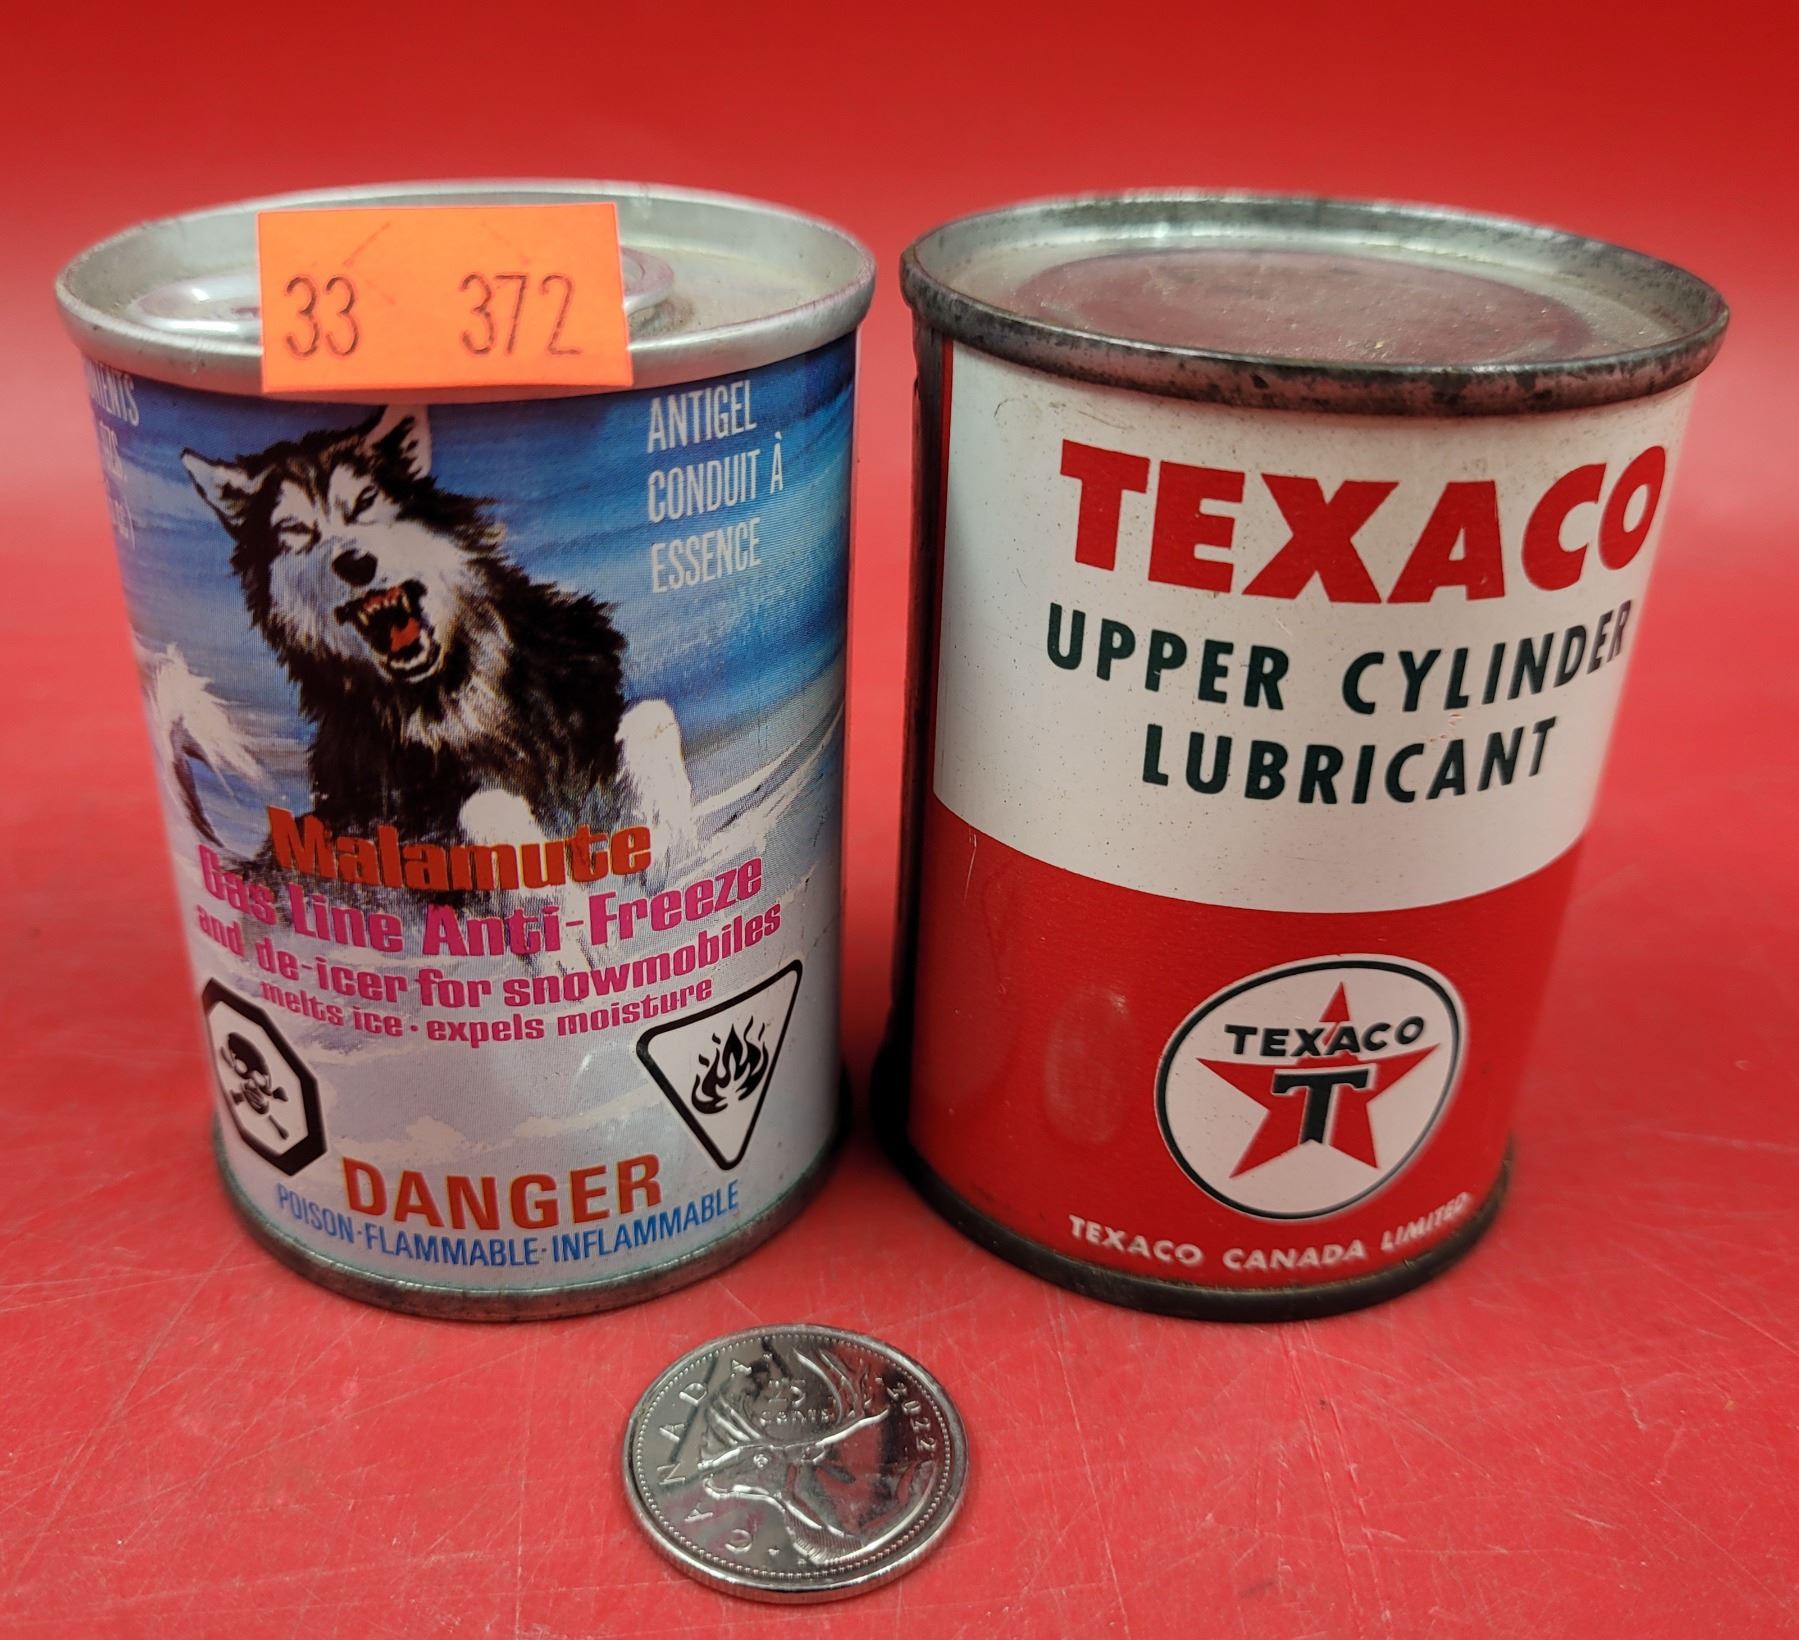 33 372
ANTIGEL
CONDUIT À
ESSENCE
Malamute
Gas Line Anti-Freeze
and de-icer for snowmobiles
melts ice · expels moisture
DANGER
POISON·FLAMMABLE·INFLAMMABLE
TEXACO
UPPER CYLINDER
LUBRICANT
TEXACO
T
TEXACO CANADA LIMITED
CANADA
25
CENTS
2022